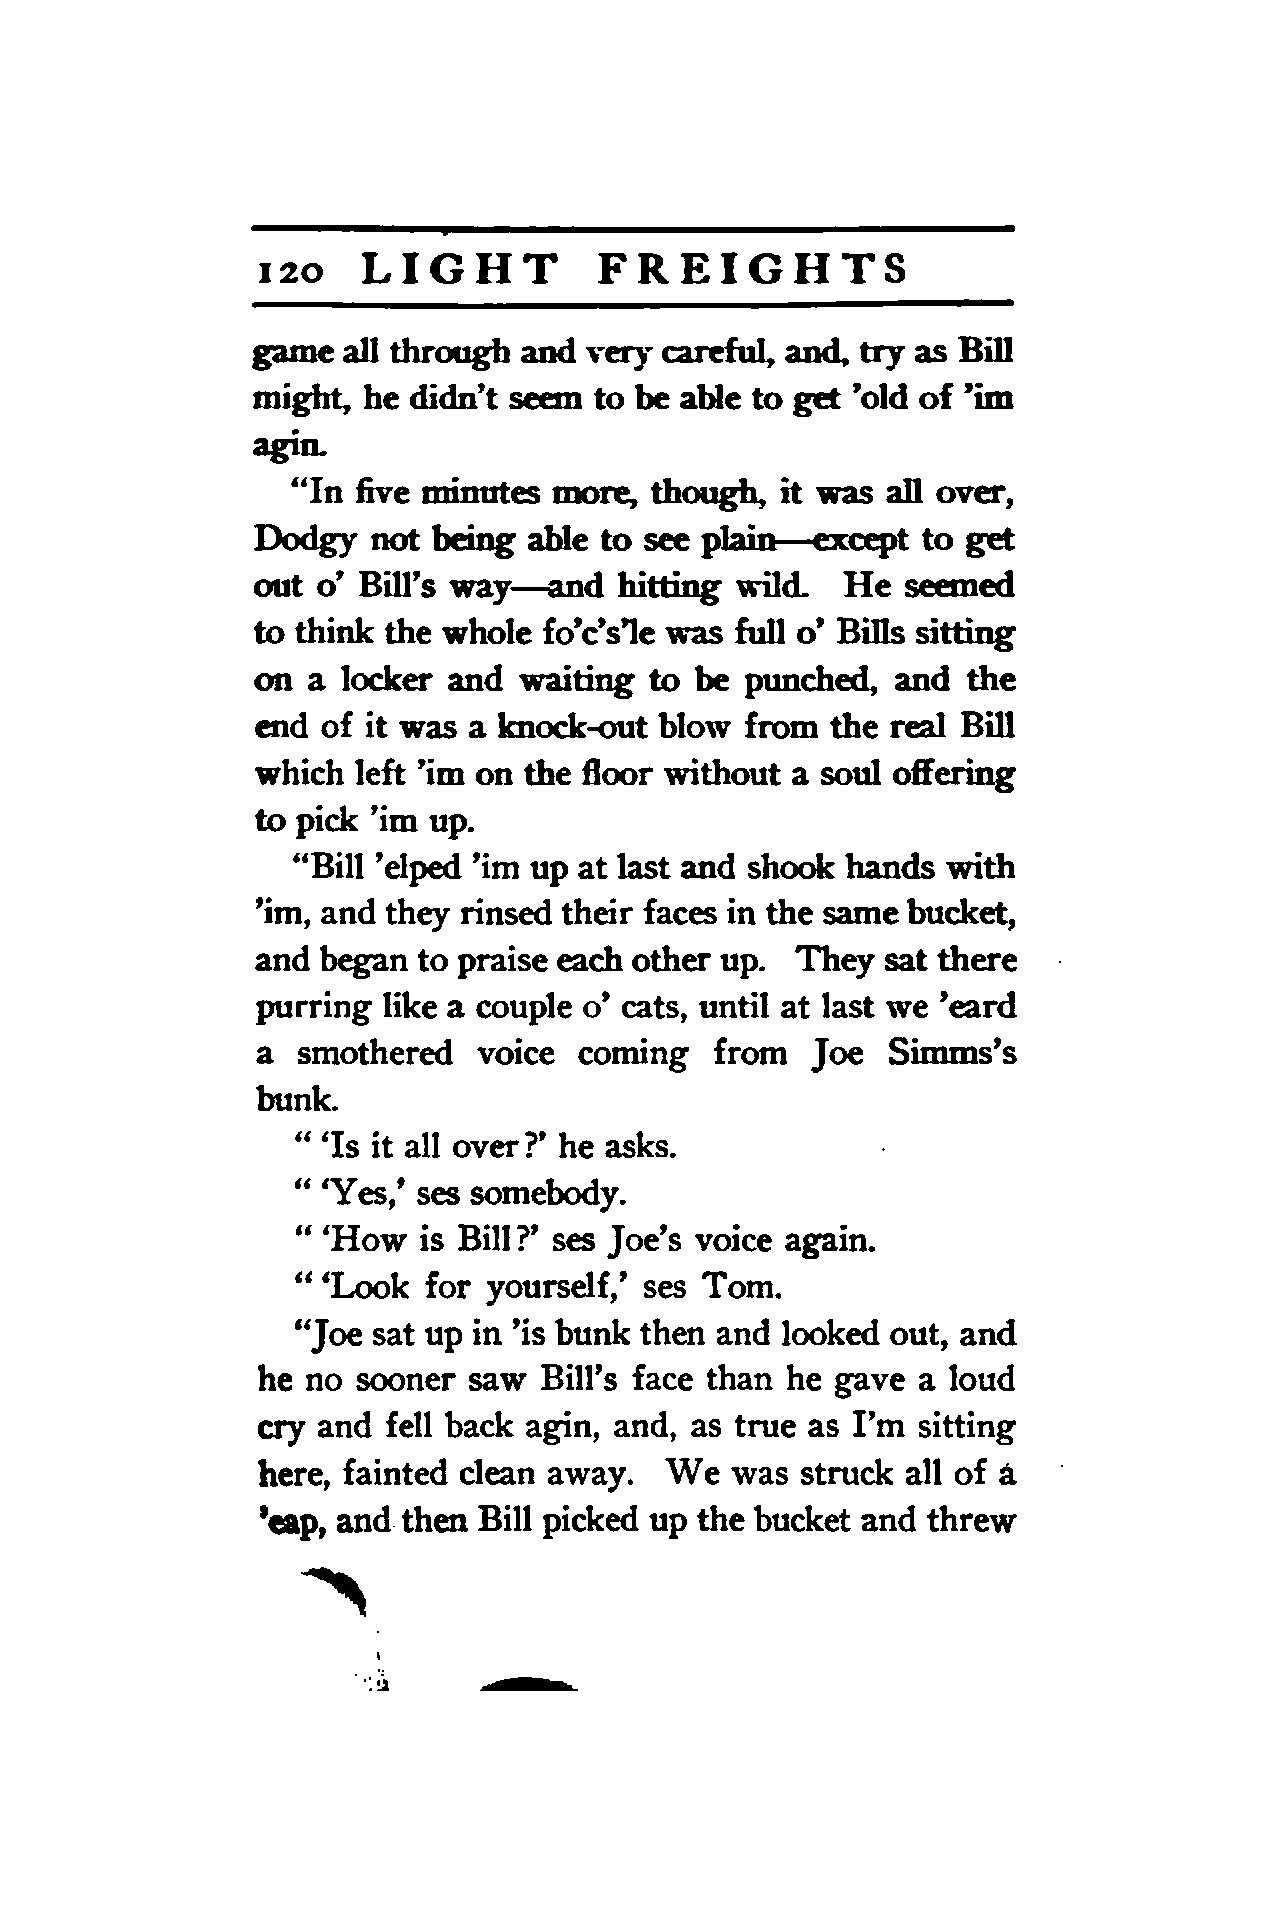 120 LIGHT FREIGHTS
game all through and very careful, and, try as Bill
might, he didn't seem to be able to get 'old of 'im
agin.
"In five minutes more, though, it was all over,
Dodgy not being able to see plain—except to get
out o' Bill's way—and hitting wild. He seemed
to think the whole fo'c's'le was full o' Bills sitting
on a locker and waiting to be punched, and the
end of it was a knock-out blow from the real Bill
which left 'im on the floor without a soul offering
to pick 'im up.
"Bill 'elped 'im up at last and shook hands with
'im, and they rinsed their faces in the same bucket,
and began to praise each other up. They sat there
purring like a couple o' cats, until at last we 'eard
a smothered voice coming from Joe Simms's
bunk.
" 'Is it all over?' he asks.
" 'Yes,' ses somebody.
" 'How is Bill?' ses Joe's voice again.
" 'Look for yourself,' ses Tom.
"Joe sat up in 'is bunk then and looked out, and
he no sooner saw Bill's face than he gave a loud
cry and fell back agin, and, as true as I'm sitting
here, fainted clean away. We was struck all of a
'eap, and then Bill picked up the bucket and threw